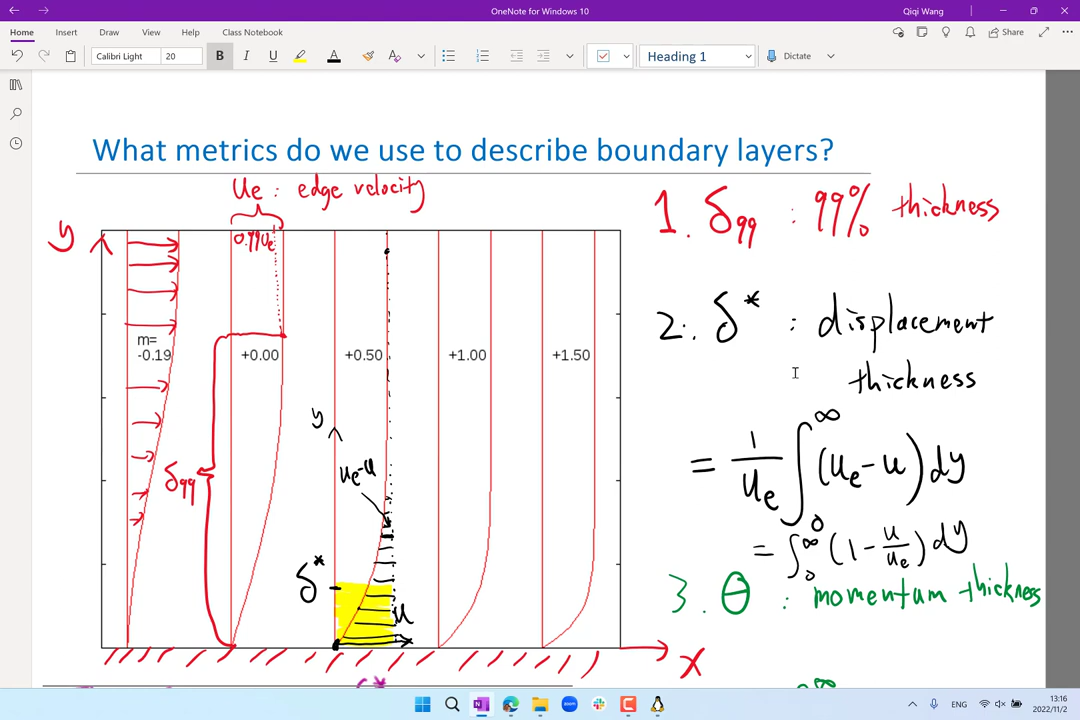 OneNote for Windows 10
Qiqi Wang
Home Insert Draw View Help Class Notebook
Share
Calibri Light 20 B I U A Heading 1 Dictate
What metrics do we use to describe boundary layers?
ue : edge velocity
y
0.99ue
m=
-0.19 +0.00 +0.50 +1.00 +1.50
y
ue-u
δ99
δ*
u
x
1. δ99 : 99% thickness
2. δ* : displacement
thickness
= 1/ue ∫0^∞ (ue-u) dy
= ∫0^∞ (1 - u/ue) dy
3. θ : momentum thickness
ENG
13:16
2022/11/2